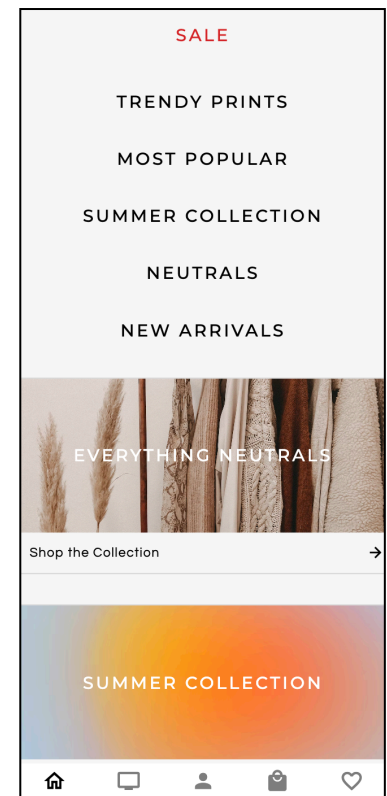 SALE
TRENDY PRINTS
MOST POPULAR
SUMMER COLLECTION
NEUTRALS
NEW ARRIVALS
EVERYTHING NEUTRALS
Shop the Collection
SUMMER COLLECTION